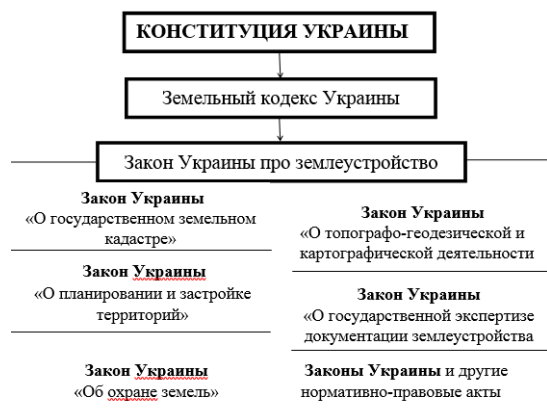 КОНСТИТУЦИЯ УКРАИНЫ
Земельный кодекс Украины
Закон Украины про землеустройство
Закон Украины
«О государственном земельном
кадастре»
Закон Украины
«О планировании и застройке
территорий»
Закон Украины
«Об охране земель»
Закон Украины
«О топографо-геодезической и
картографической деятельности
Закон Украины
«О государственной экспертизе
документации землеустройства
Законы Украины и другие
нормативно-правовые акты